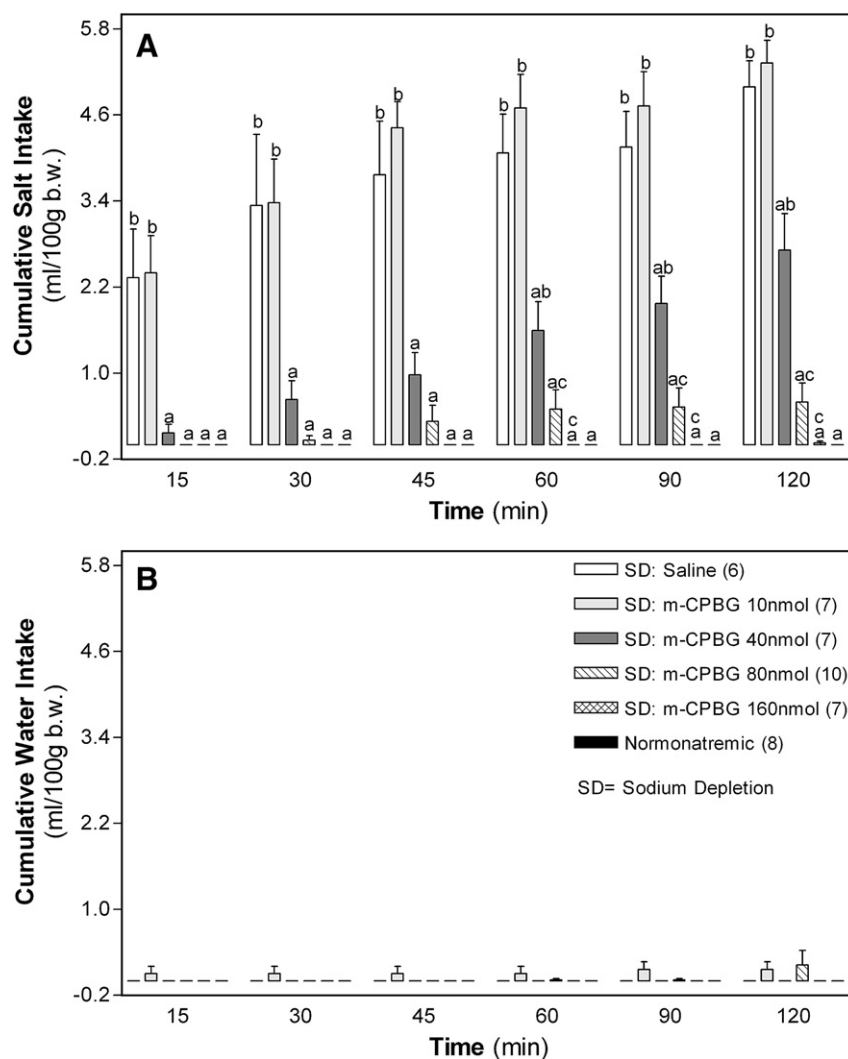 A
Cumulative Salt Intake
(ml/100g b.w.)
5.8
4.6
3.4
2.2
1.0
-0.2
b b a a a a
b b a a a a
b b a a a a
b b ab ac c a a
b b ab ac c a a
b b ab ac c a a
15 30 45 60 90 120
Time (min)
B
Cumulative Water Intake
(ml/100g b.w.)
5.8
4.6
3.4
2.2
1.0
-0.2
SD: Saline (6)
SD: m-CPBG 10nmol (7)
SD: m-CPBG 40nmol (7)
SD: m-CPBG 80nmol (10)
SD: m-CPBG 160nmol (7)
Normonatremic (8)
SD= Sodium Depletion
15 30 45 60 90 120
Time (min)